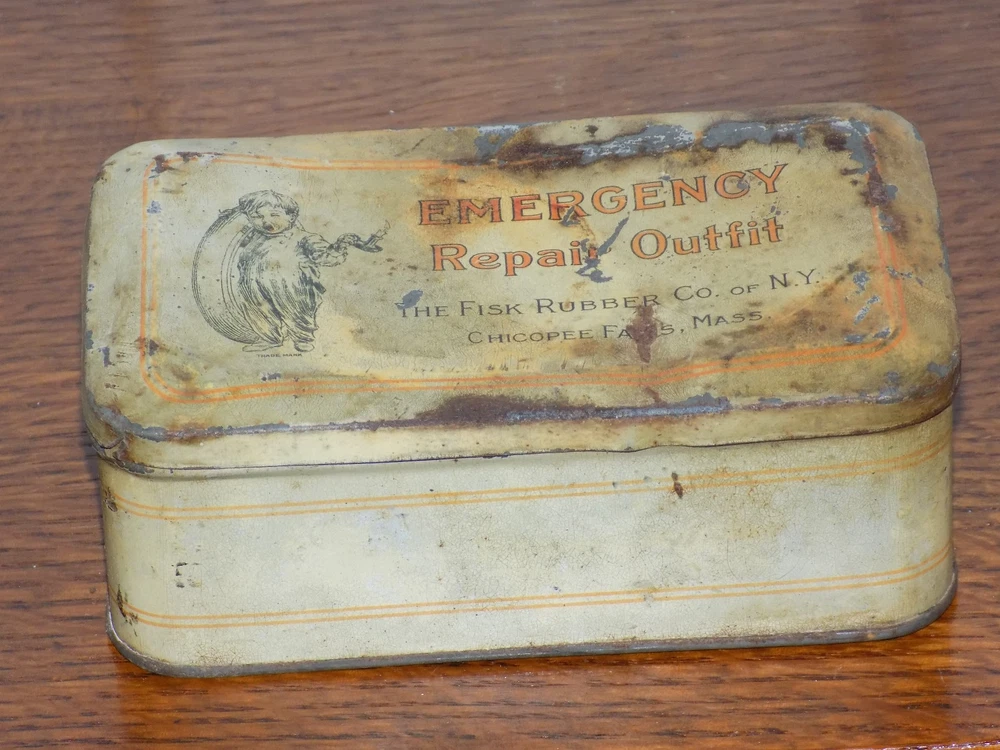 EMERGENCY
Repair Outfit
THE FISK RUBBER CO. OF N.Y.
CHICOPEE FALLS, MASS.
TRADE MARK